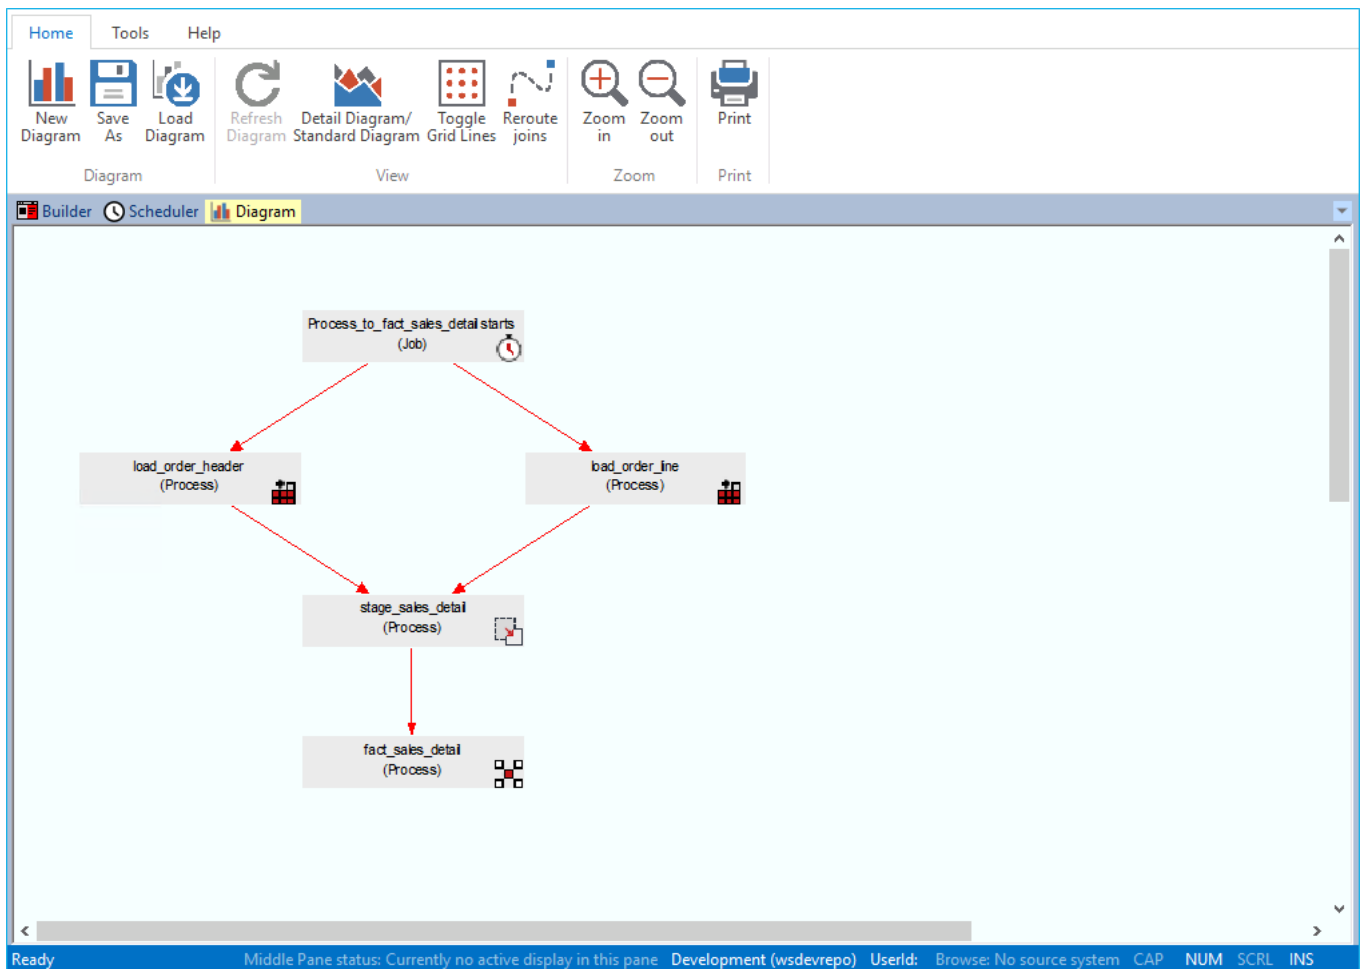 Home Tools Help
New Diagram
Save As
Load Diagram
Refresh Diagram
Detail Diagram/ Standard Diagram
Toggle Grid Lines
Reroute joins
Zoom in
Zoom out
Print
Diagram View Zoom Print
Builder Scheduler Diagram
Process_to_fact_sales_detail starts
(Job)
load_order_header
(Process)
load_order_line
(Process)
stage_sales_detail
(Process)
fact_sales_detail
(Process)
Ready Middle Pane status: Currently no active display in this pane Development (wsdevrepo) UserId: Browse: No source system CAP NUM SCRL INS